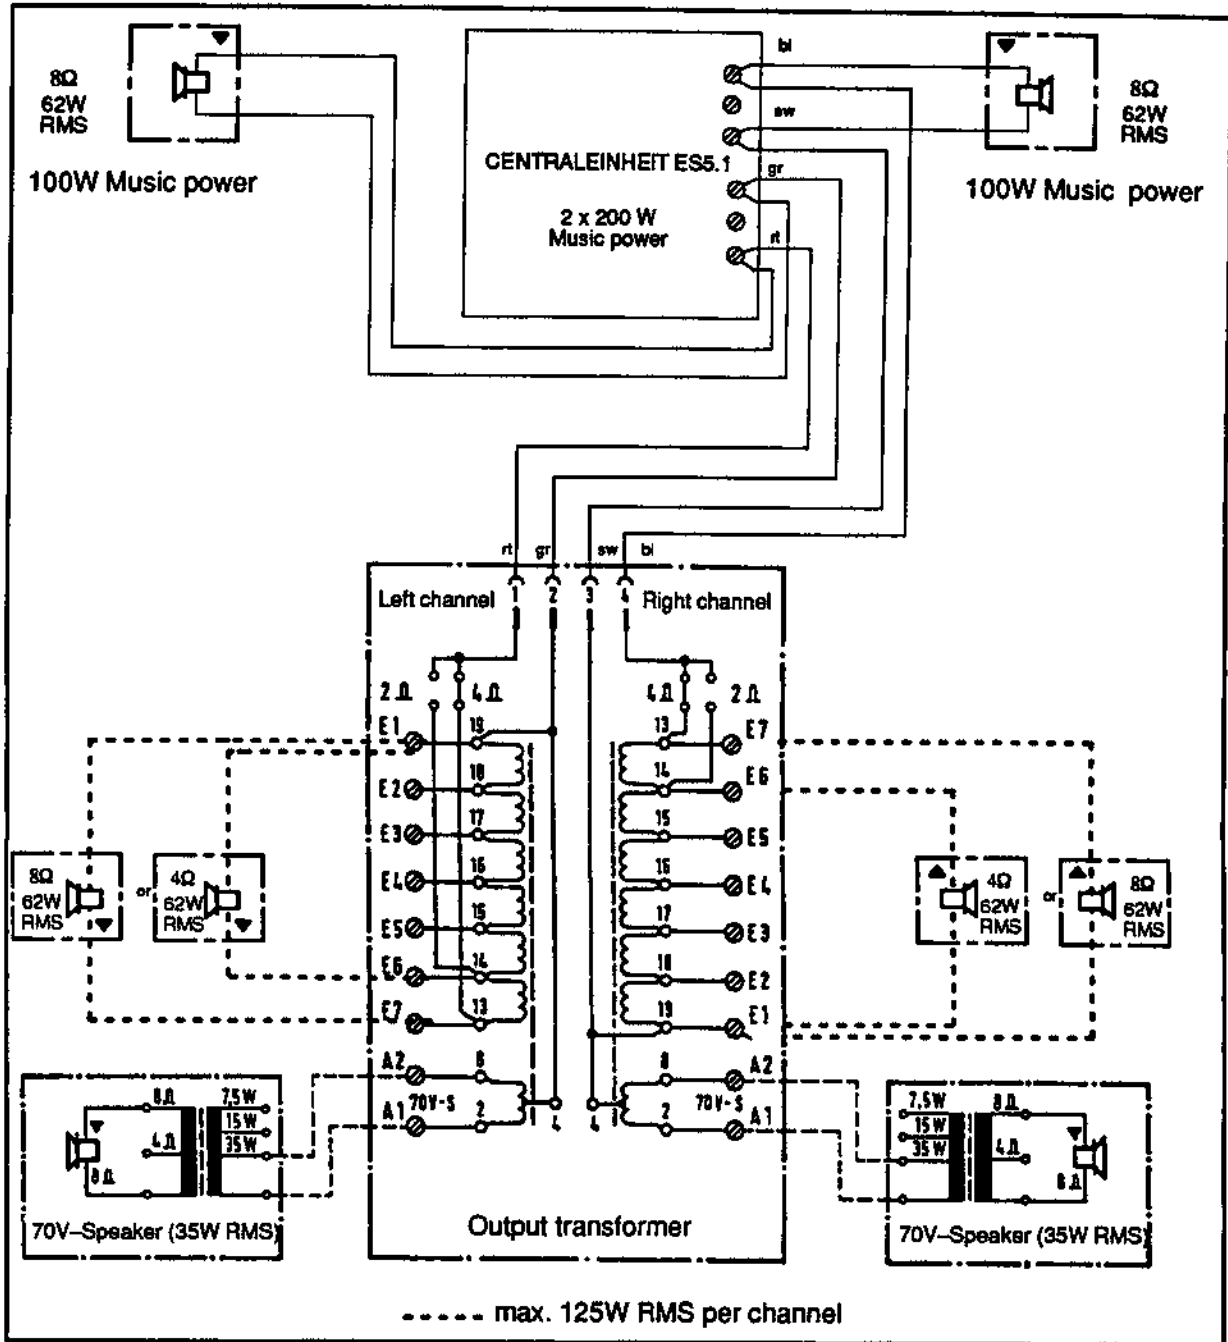 8Ω
62W
RMS
100W Music power
CENTRALEINHEIT ES5.1
2 x 200 W
Music power
bl
sw
gr
rt
8Ω
62W
RMS
100W Music power
rt gr sw bl
Left channel 1 2 3 4 Right channel
2 Ω 4 Ω 4 Ω 2 Ω
E1 19 13 E7
E2 18 14 E6
E3 17 15 E5
E4 16 16 E4
E5 15 17 E3
E6 14 18 E2
E7 13 19 E1
8Ω
62W
RMS
or
4Ω
62W
RMS
4Ω
62W
RMS
or
8Ω
62W
RMS
A2 8 8 A2
70V-S 70V-S
A1 2 4 4 2 A1
8Ω 7,5W
15W
4Ω 35W
8Ω
70V–Speaker (35W RMS)
7,5W 8Ω
15W
35W 4Ω
8Ω
70V–Speaker (35W RMS)
Output transformer
max. 125W RMS per channel